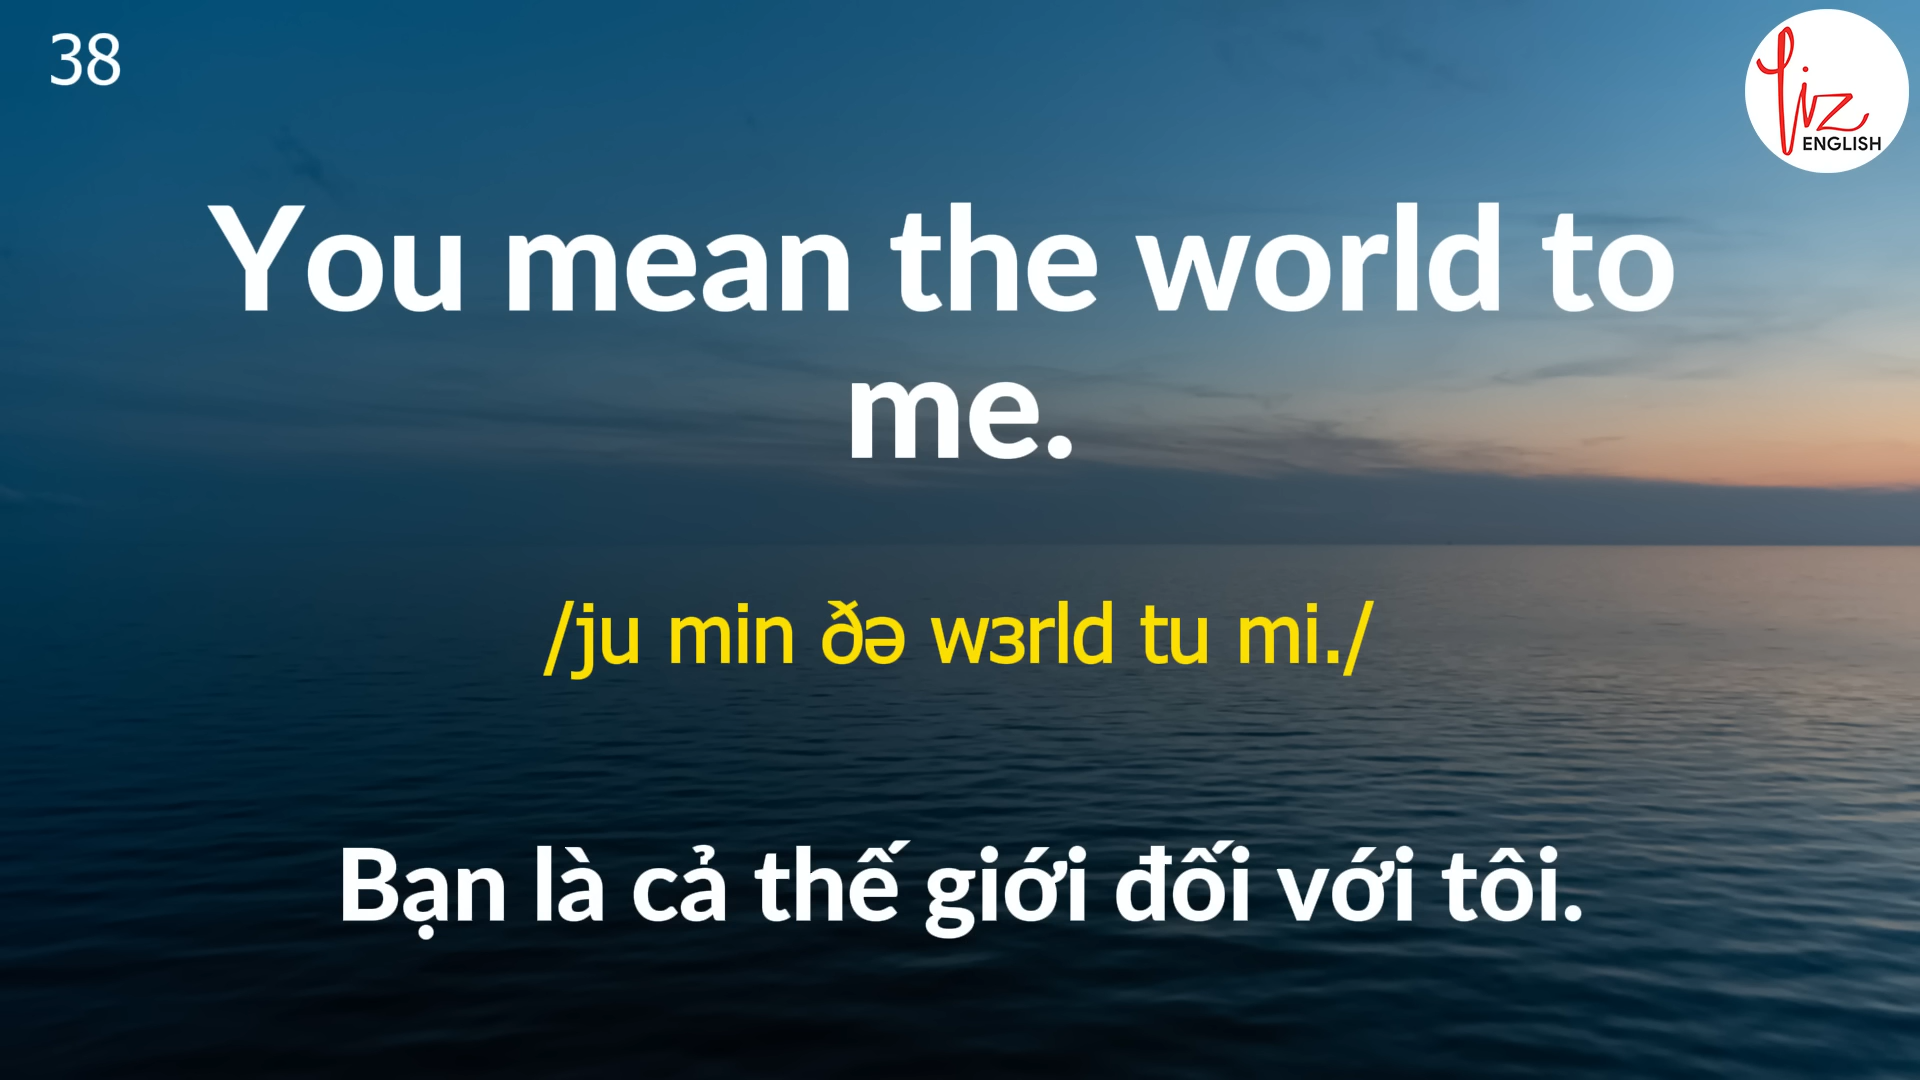 38
Liz
ENGLISH
You mean the world to
me.
/ju min ðə wɜrld tu mi./
Bạn là cả thế giới đối với tôi.